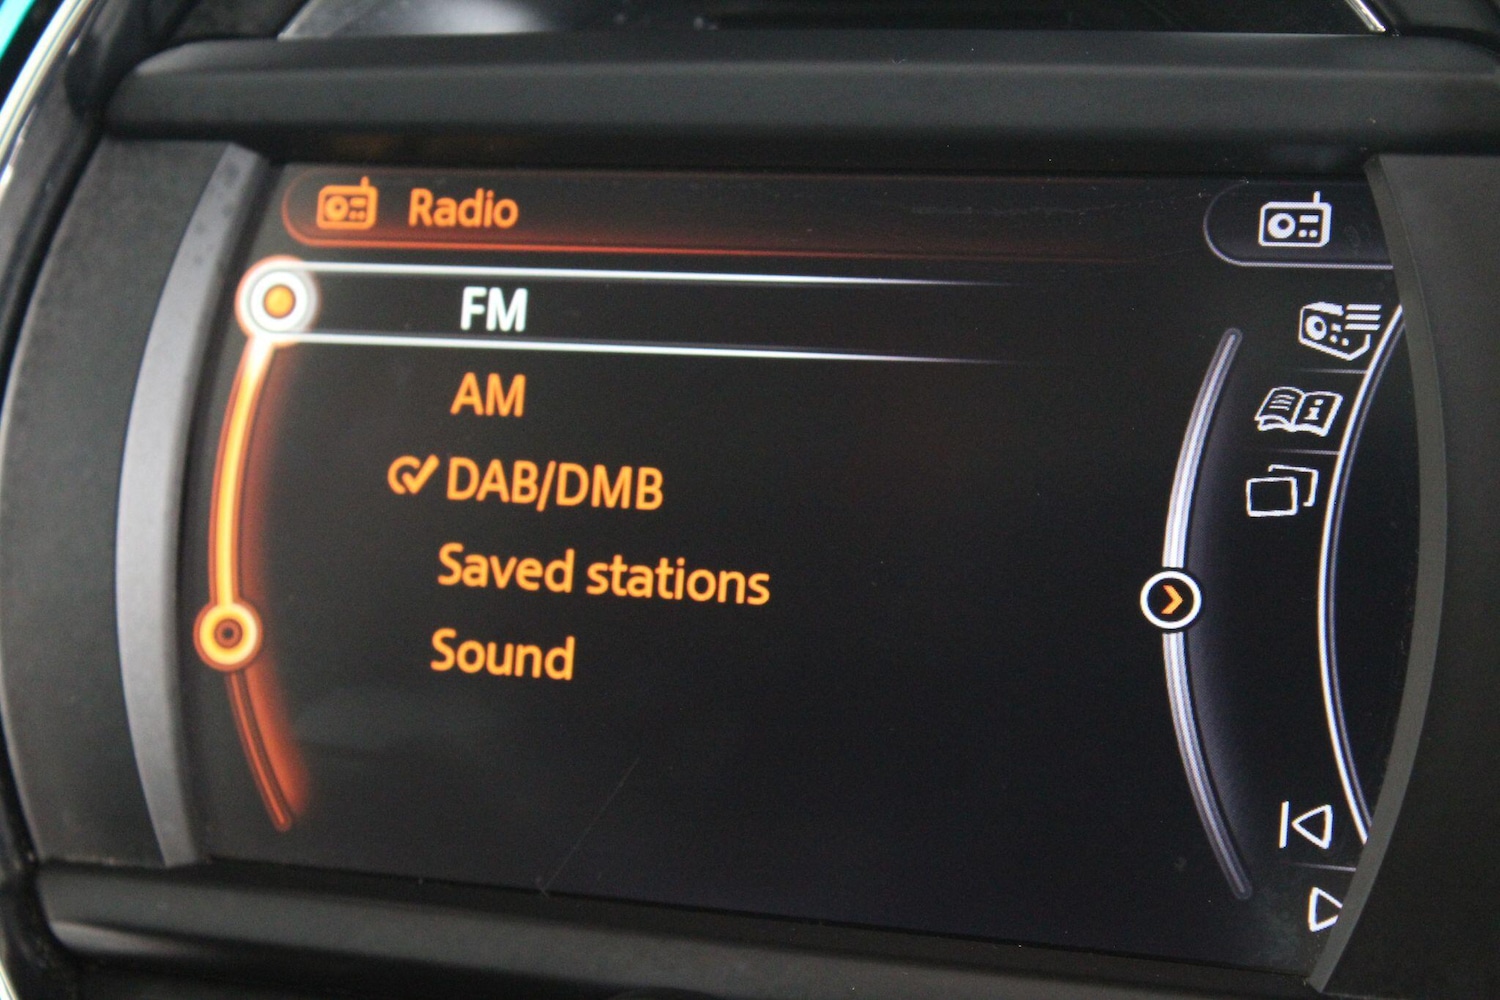 Radio
FM
AM
DAB/DMB
Saved stations
Sound